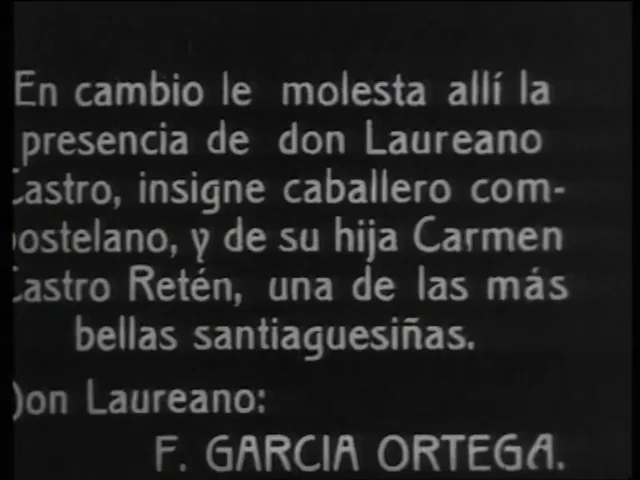 En cambio le molesta allí la
presencia de don Laureano
Castro, insigne caballero com-
postelano, y de su hija Carmen
Castro Retén, una de las más
bellas santiaguesiñas.
Don Laureano:
F. GARCIA ORTEGA.